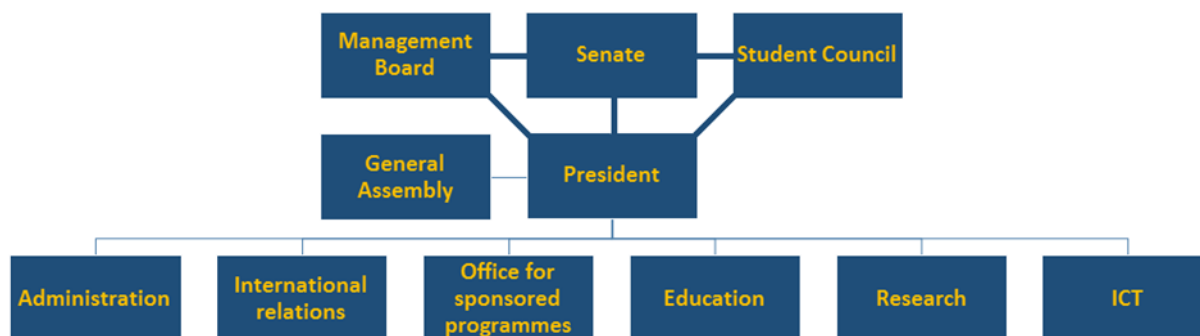 Management
Board
Senate
Student Council
General
Assembly
President
Administration
International
relations
Office for
sponsored
programmes
Education
Research
ICT